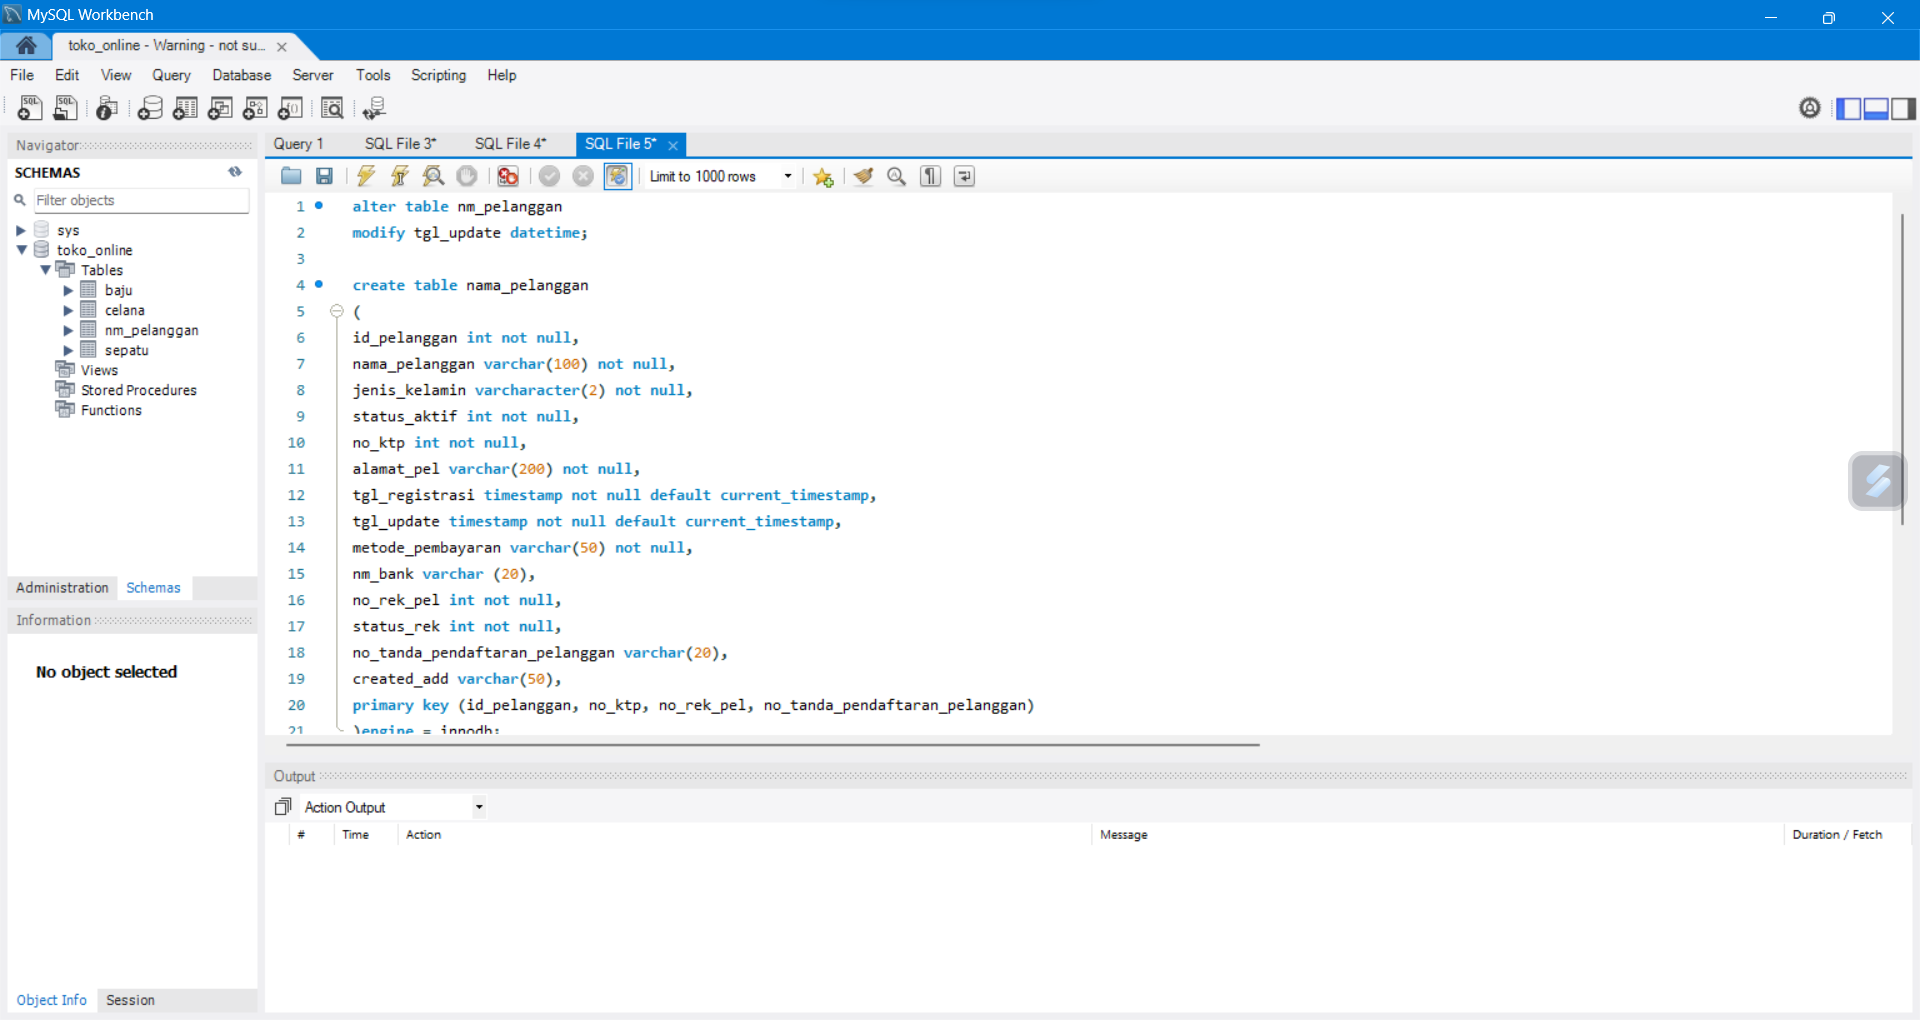 MySQL Workbench
toko_online - Warning - not su...
File Edit View Query Database Server Tools Scripting Help
Navigator
SCHEMAS
Filter objects
sys
toko_online
Tables
baju
celana
nm_pelanggan
sepatu
Views
Stored Procedures
Functions
Administration Schemas
Information
No object selected
Object Info Session
Query 1 SQL File 3* SQL File 4* SQL File 5*
Limit to 1000 rows
1 alter table nm_pelanggan
2 modify tgl_update datetime;
3
4 create table nama_pelanggan
5 (
6 id_pelanggan int not null,
7 nama_pelanggan varchar(100) not null,
8 jenis_kelamin varcharacter(2) not null,
9 status_aktif int not null,
10 no_ktp int not null,
11 alamat_pel varchar(200) not null,
12 tgl_registrasi timestamp not null default current_timestamp,
13 tgl_update timestamp not null default current_timestamp,
14 metode_pembayaran varchar(50) not null,
15 nm_bank varchar (20),
16 no_rek_pel int not null,
17 status_rek int not null,
18 no_tanda_pendaftaran_pelanggan varchar(20),
19 created_add varchar(50),
20 primary key (id_pelanggan, no_ktp, no_rek_pel, no_tanda_pendaftaran_pelanggan)
21 )engine = innodb;
Output
Action Output
# Time Action Message Duration / Fetch